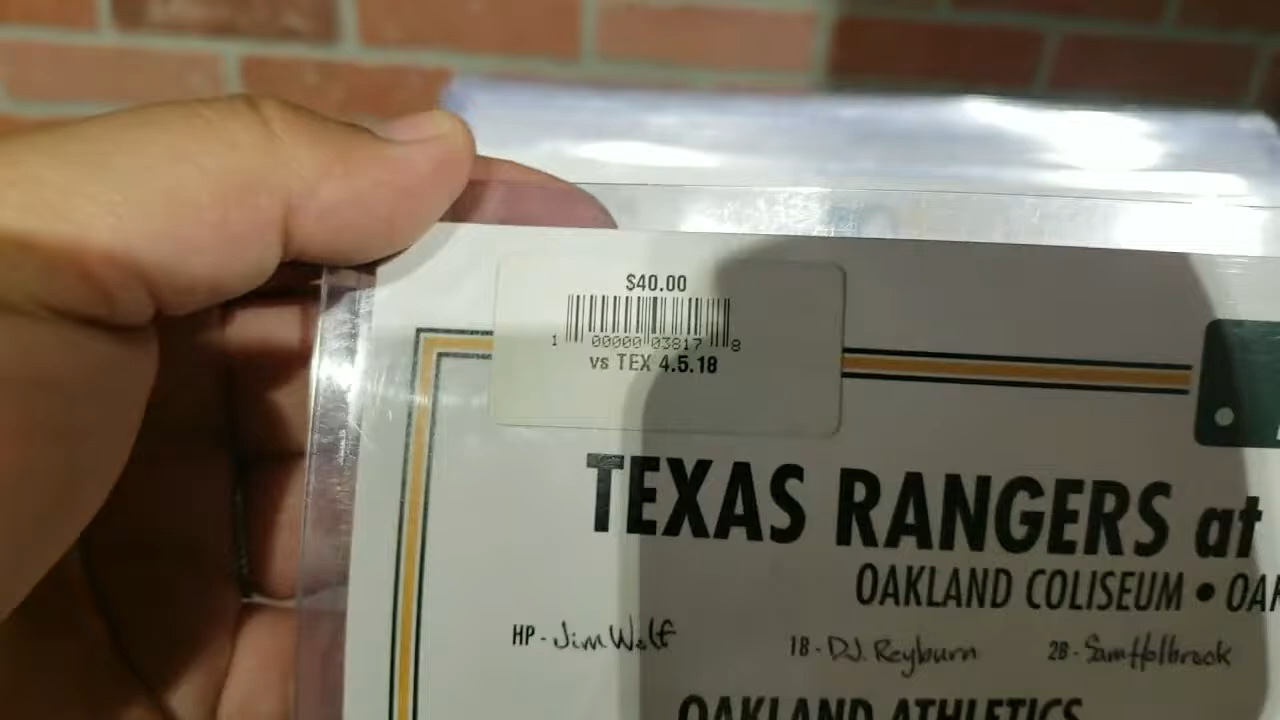 $40.00
1 00000 03817 8
vs TEX 4.5.18
TEXAS RANGERS at
OAKLAND COLISEUM •
HP - Jim Wolf 1B - D.J. Reyburn 2B - Sam Holbrook
OAKLAND ATHLETICS